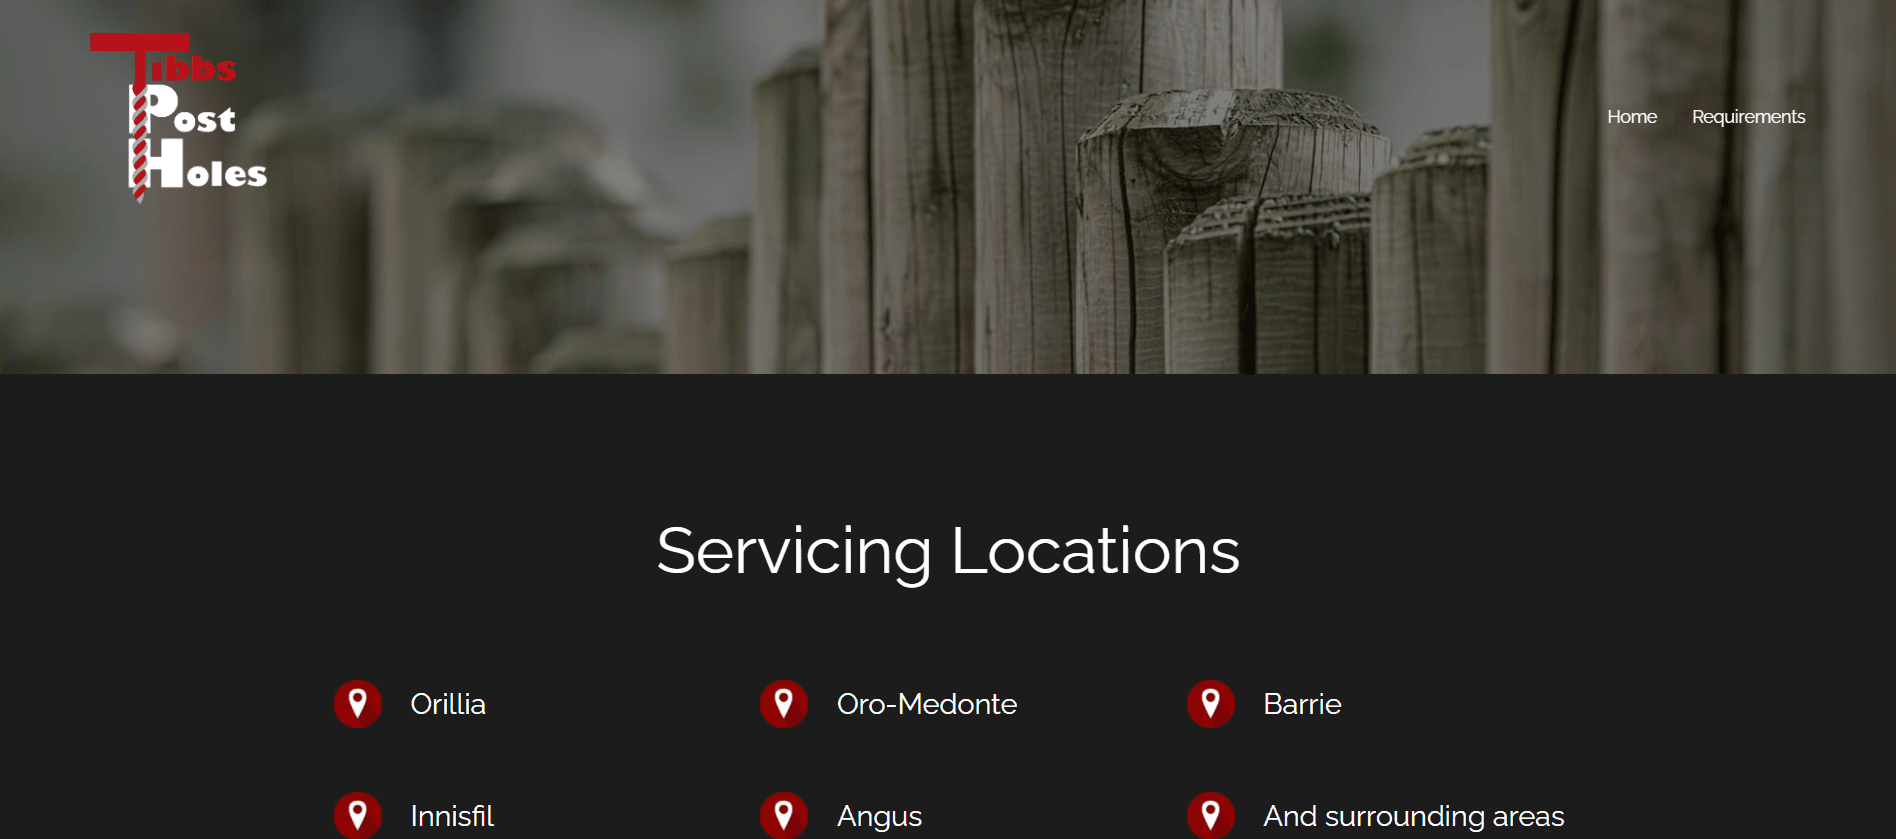 Tibbs
Post
Holes
Home Requirements
Servicing Locations
Orillia Oro-Medonte Barrie
Innisfil Angus And surrounding areas